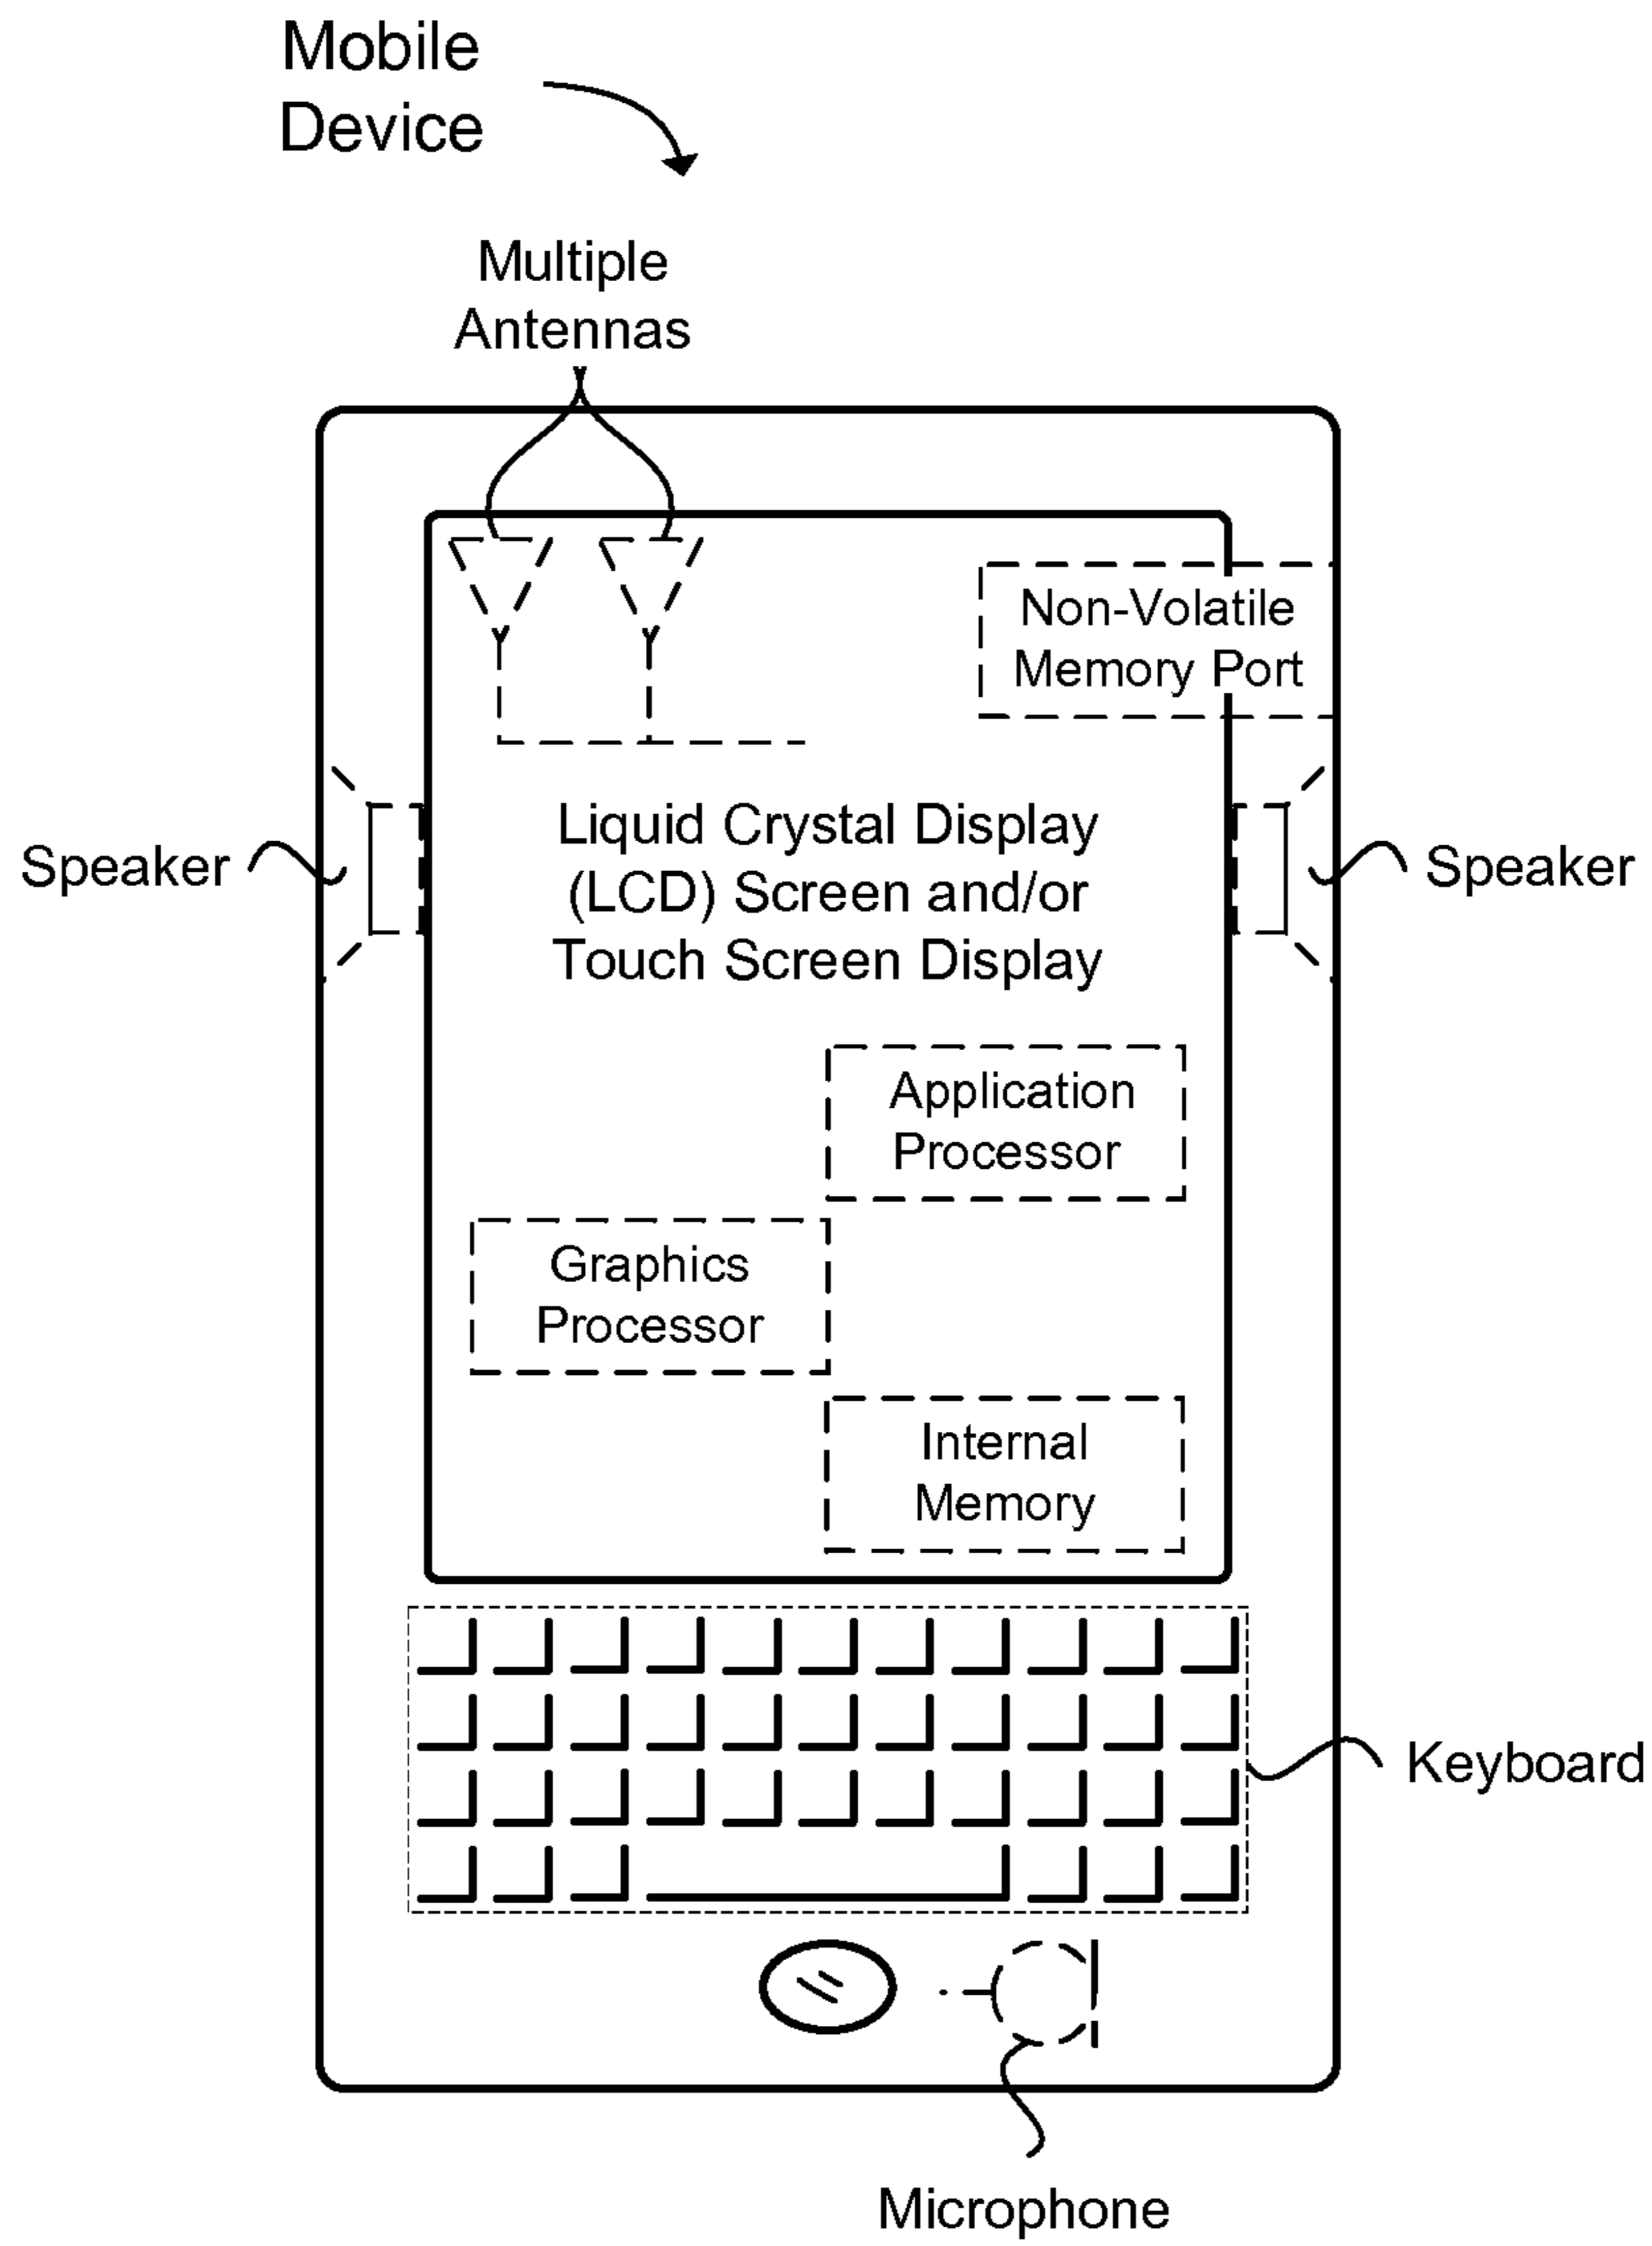 Mobile
Device
Multiple
Antennas
Non-Volatile
Memory Port
Speaker
Liquid Crystal Display
(LCD) Screen and/or
Touch Screen Display
Speaker
Application
Processor
Graphics
Processor
Internal
Memory
Keyboard
Microphone